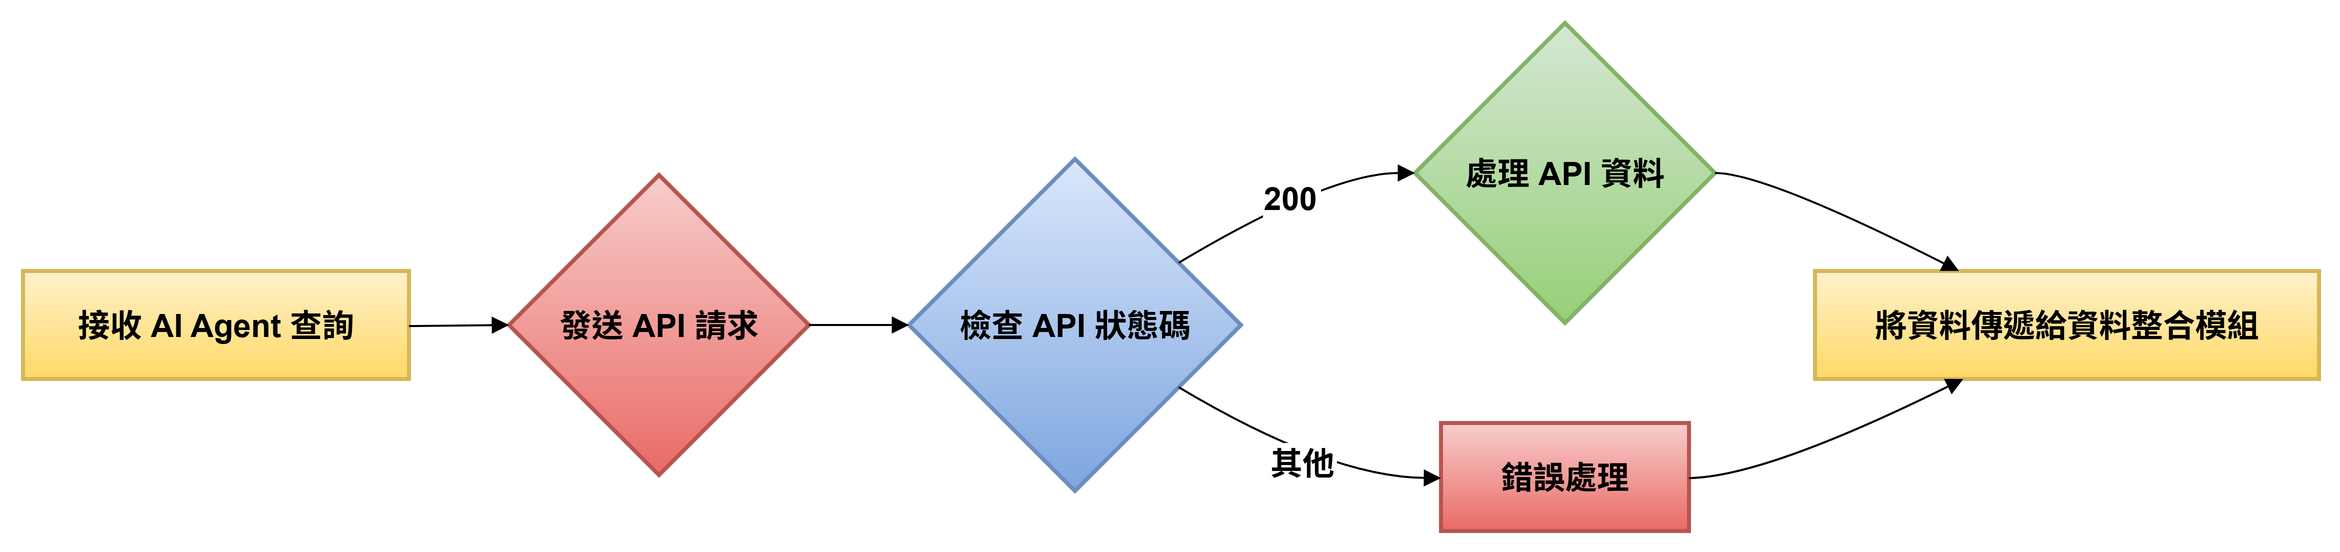 接收 AI Agent 查詢
發送 API 請求
檢查 API 狀態碼
200
處理 API 資料
其他
錯誤處理
將資料傳遞給資料整合模組